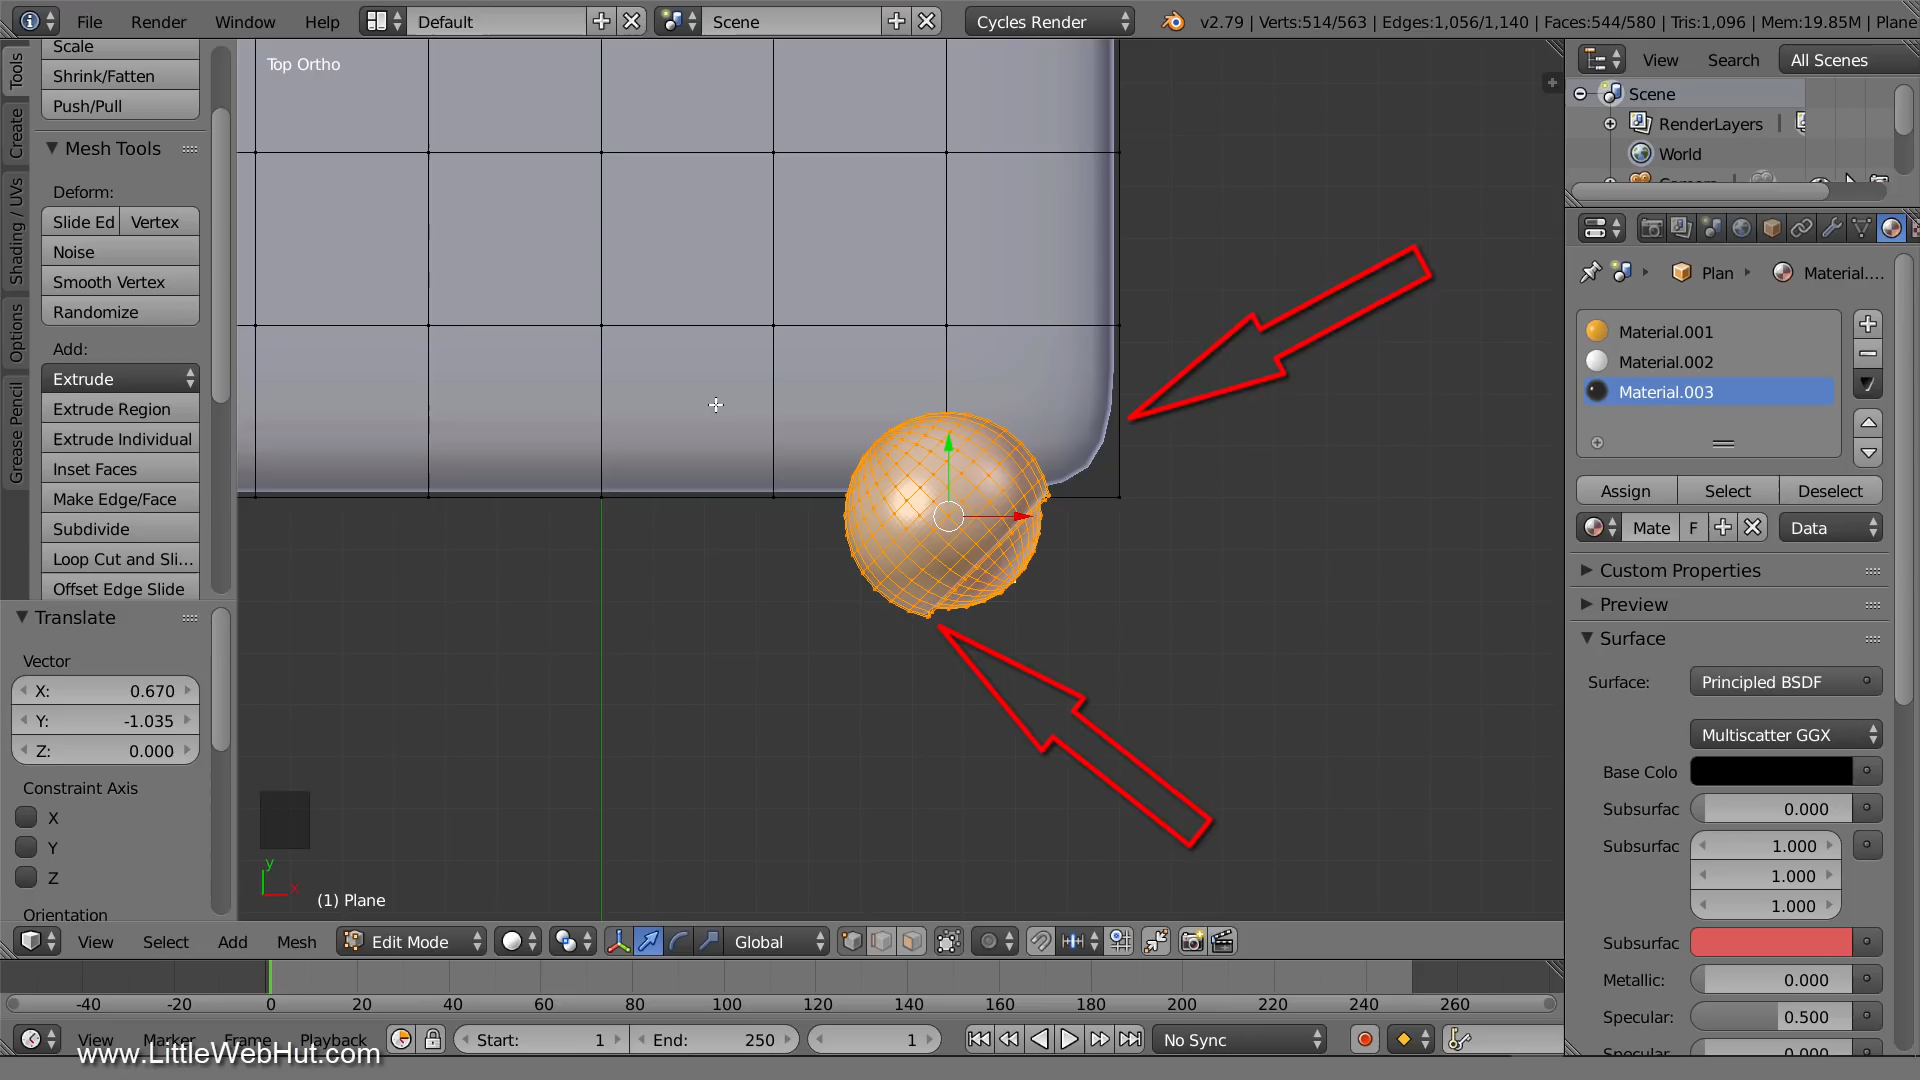 File Render Window Help Default Scene Cycles Render v2.79 | Verts:514/563 | Edges:1,056/1,140 | Faces:544/580 | Tris:1,096 | Mem:19.85M | Plane
Tools
Create
Shading / UVs
Options
Grease Pencil
Scale
Shrink/Fatten
Push/Pull
Mesh Tools
Deform:
Slide Ed Vertex
Noise
Smooth Vertex
Randomize
Add:
Extrude
Extrude Region
Extrude Individual
Inset Faces
Make Edge/Face
Subdivide
Loop Cut and Sli...
Offset Edge Slide
Translate
Vector
X: 0.670
Y: -1.035
Z: 0.000
Constraint Axis
X
Y
Z
Orientation
Top Ortho
y
x
(1) Plane
View Search All Scenes
Scene
RenderLayers
World
Plan Material....
Material.001
Material.002
Material.003
Assign Select Deselect
Mate F Data
Custom Properties
Preview
Surface
Surface: Principled BSDF
Multiscatter GGX
Base Colo
Subsurfac 0.000
Subsurfac 1.000
1.000
1.000
Subsurfac
Metallic: 0.000
Specular: 0.500
View Select Add Mesh Edit Mode Global
-40 -20 0 20 40 60 80 100 120 140 160 180 200 220 240 260
View Marker Frame Playback Start: 1 End: 250 1 No Sync
www.LittleWebHut.com